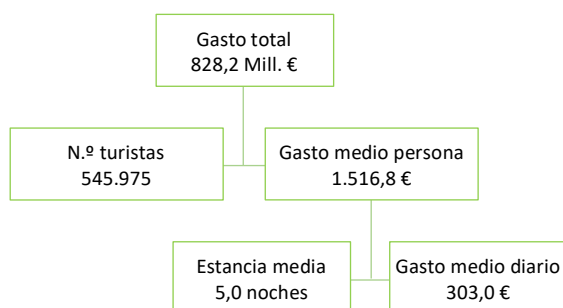 Gasto total
828,2 Mill. €
N.º turistas
545.975
Gasto medio persona
1.516,8 €
Estancia media
5,0 noches
Gasto medio diario
303,0 €